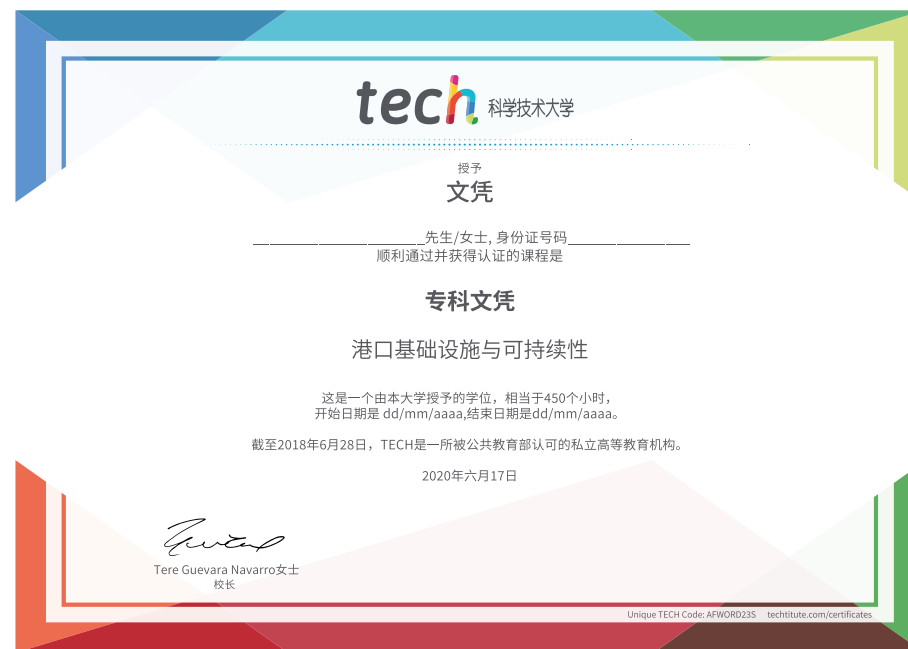 tech 科学技术大学
授予
文凭
______________________先生/女士, 身份证号码______________
顺利通过并获得认证的课程是
专科文凭
港口基础设施与可持续性
这是一个由本大学授予的学位，相当于450个小时，
开始日期是 dd/mm/aaaa,结束日期是dd/mm/aaaa。
截至2018年6月28日，TECH是一所被公共教育部认可的私立高等教育机构。
2020年六月17日
Tere Guevara Navarro女士
校长
Unique TECH Code: AFWORD23S techtitute.com/certificates